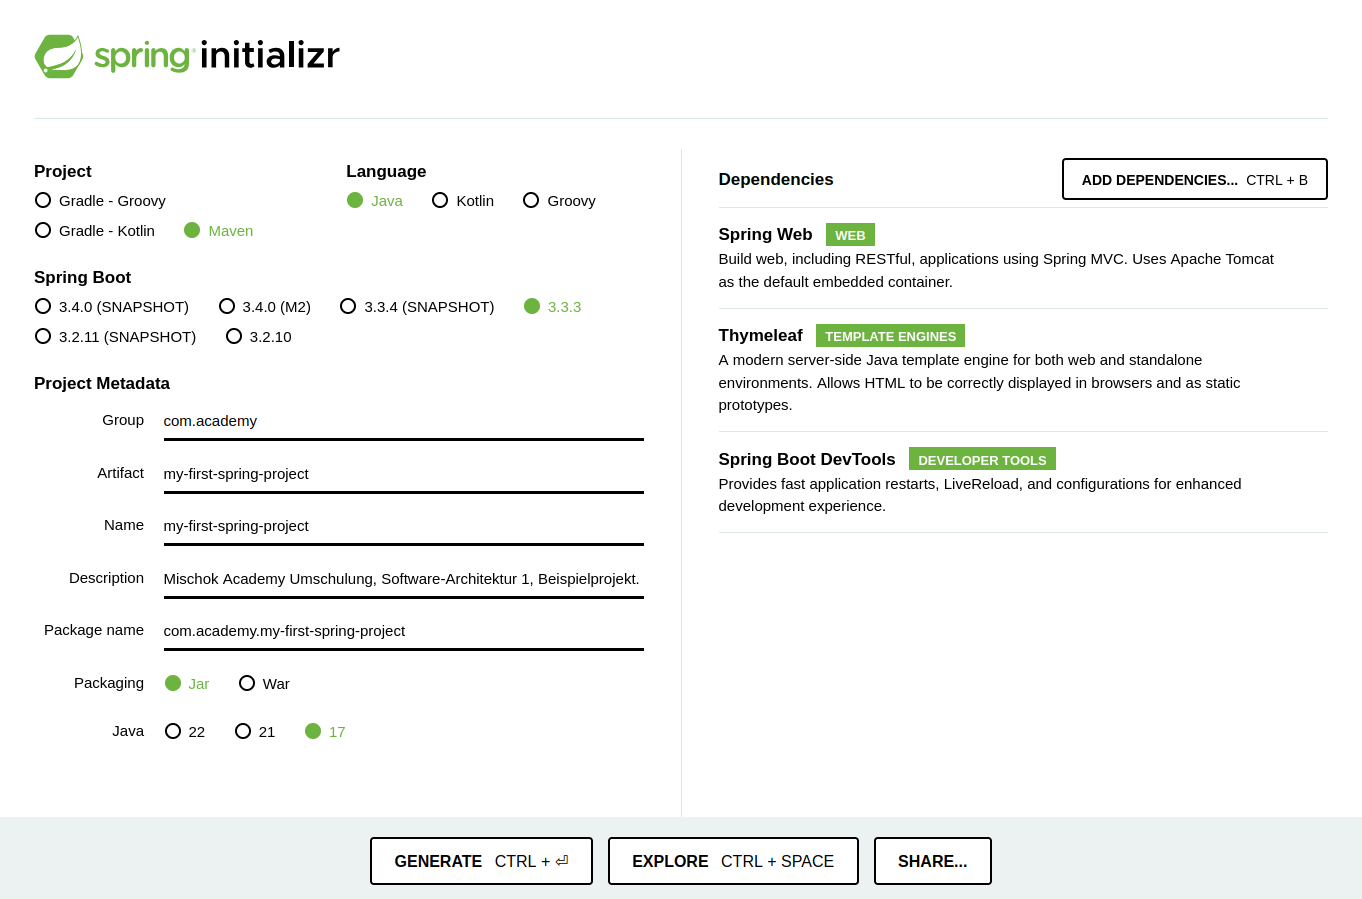 spring initializr
Project
Gradle - Groovy
Gradle - Kotlin Maven
Language
Java Kotlin Groovy
Spring Boot
3.4.0 (SNAPSHOT) 3.4.0 (M2) 3.3.4 (SNAPSHOT) 3.3.3
3.2.11 (SNAPSHOT) 3.2.10
Project Metadata
Group com.academy
Artifact my-first-spring-project
Name my-first-spring-project
Description Mischok Academy Umschulung, Software-Architektur 1, Beispielprojekt.
Package name com.academy.my-first-spring-project
Packaging Jar War
Java 22 21 17
Dependencies ADD DEPENDENCIES... CTRL + B
Spring Web WEB
Build web, including RESTful, applications using Spring MVC. Uses Apache Tomcat
as the default embedded container.
Thymeleaf TEMPLATE ENGINES
A modern server-side Java template engine for both web and standalone
environments. Allows HTML to be correctly displayed in browsers and as static
prototypes.
Spring Boot DevTools DEVELOPER TOOLS
Provides fast application restarts, LiveReload, and configurations for enhanced
development experience.
GENERATE CTRL + ⏎ EXPLORE CTRL + SPACE SHARE...